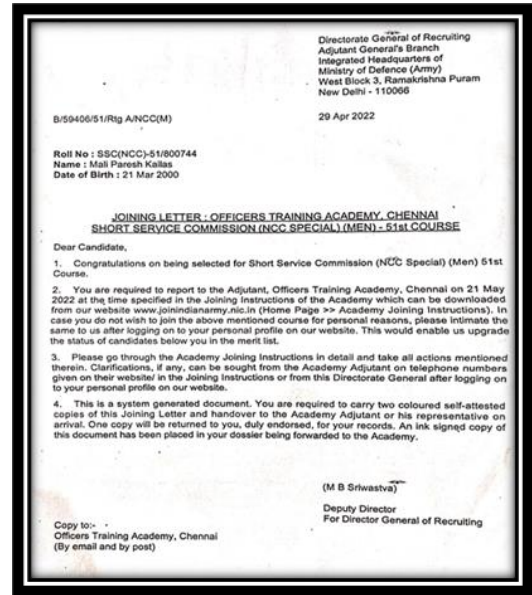 Directorate General of Recruiting
Adjutant General's Branch
Integrated Headquarters of
Ministry of Defence (Army)
West Block 3, Ramakrishna Puram
New Delhi - 110066
B/59406/51/Rtg A/NCC(M)
29 Apr 2022
Roll No : SSC(NCC)-51/800744
Name : Mali Paresh Kailas
Date of Birth : 21 Mar 2000
JOINING LETTER : OFFICERS TRAINING ACADEMY, CHENNAI
SHORT SERVICE COMMISSION (NCC SPECIAL) (MEN) - 51st COURSE
Dear Candidate,
1. Congratulations on being selected for Short Service Commission (NCC Special) (Men) 51st
Course.
2. You are required to report to the Adjutant, Officers Training Academy, Chennai on 21 May
2022 at the time specified in the Joining Instructions of the Academy which can be downloaded
from our website www.joinindianarmy.nic.in (Home Page >> Academy Joining Instructions). In
case you do not wish to join the above mentioned course for personal reasons, please intimate the
same to us after logging on to your personal profile on our website. This would enable us upgrade
the status of candidates below you in the merit list.
3. Please go through the Academy Joining Instructions in detail and take all actions mentioned
therein. Clarifications, if any, can be sought from the Academy Adjutant on telephone numbers
given on their website/ in the Joining Instructions or from this Directorate General after logging on
to your personal profile on our website.
4. This is a system generated document. You are required to carry two coloured self-attested
copies of this Joining Letter and handover to the Academy Adjutant or his representative on
arrival. One copy will be returned to you, duly endorsed, for your records. An ink signed copy of
this document has been placed in your dossier being forwarded to the Academy.
(M B Sriwastva)
Deputy Director
For Director General of Recruiting
Copy to:-
Officers Training Academy, Chennai
(By email and by post)